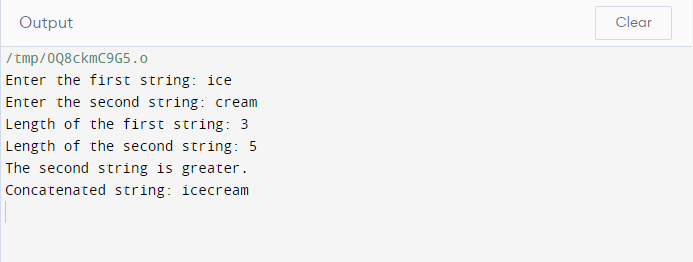 Output
Clear
/tmp/0Q8ckmC9G5.o
Enter the first string: ice
Enter the second string: cream
Length of the first string: 3
Length of the second string: 5
The second string is greater.
Concatenated string: icecream